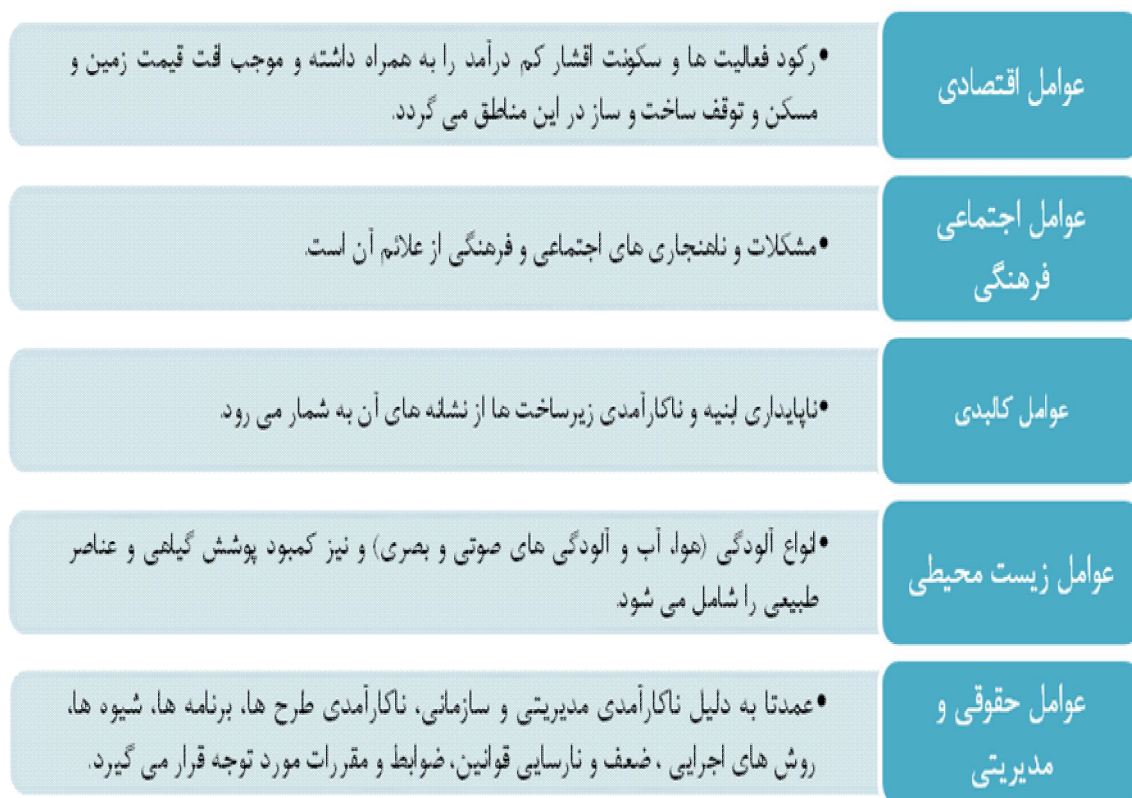 عوامل اقتصادی
•رکود فعالیت ها و سکونت اقشار کم درآمد را به همراه داشته و موجب افت قیمت زمین و
مسکن و توقف ساخت و ساز در این مناطق می گردد.
عوامل اجتماعی
فرهنگی
•مشکلات و ناهنجاری های اجتماعی و فرهنگی از علائم آن است.
عوامل کالبدی
•ناپایداری ابنیه و ناکارآمدی زیرساخت ها از نشانه های آن به شمار می رود.
عوامل زیست محیطی
•انواع آلودگی (هوا، آب و آلودگی های صوتی و بصری) و نیز کمبود پوشش گیاهی و عناصر
طبیعی را شامل می شود.
عوامل حقوقی و
مدیریتی
•عمدتا به دلیل ناکارآمدی مدیریتی و سازمانی، ناکارآمدی طرح ها، برنامه ها، شیوه ها،
روش های اجرایی ، ضعف و نارسایی قوانین، ضوابط و مقررات مورد توجه قرار می گیرد.